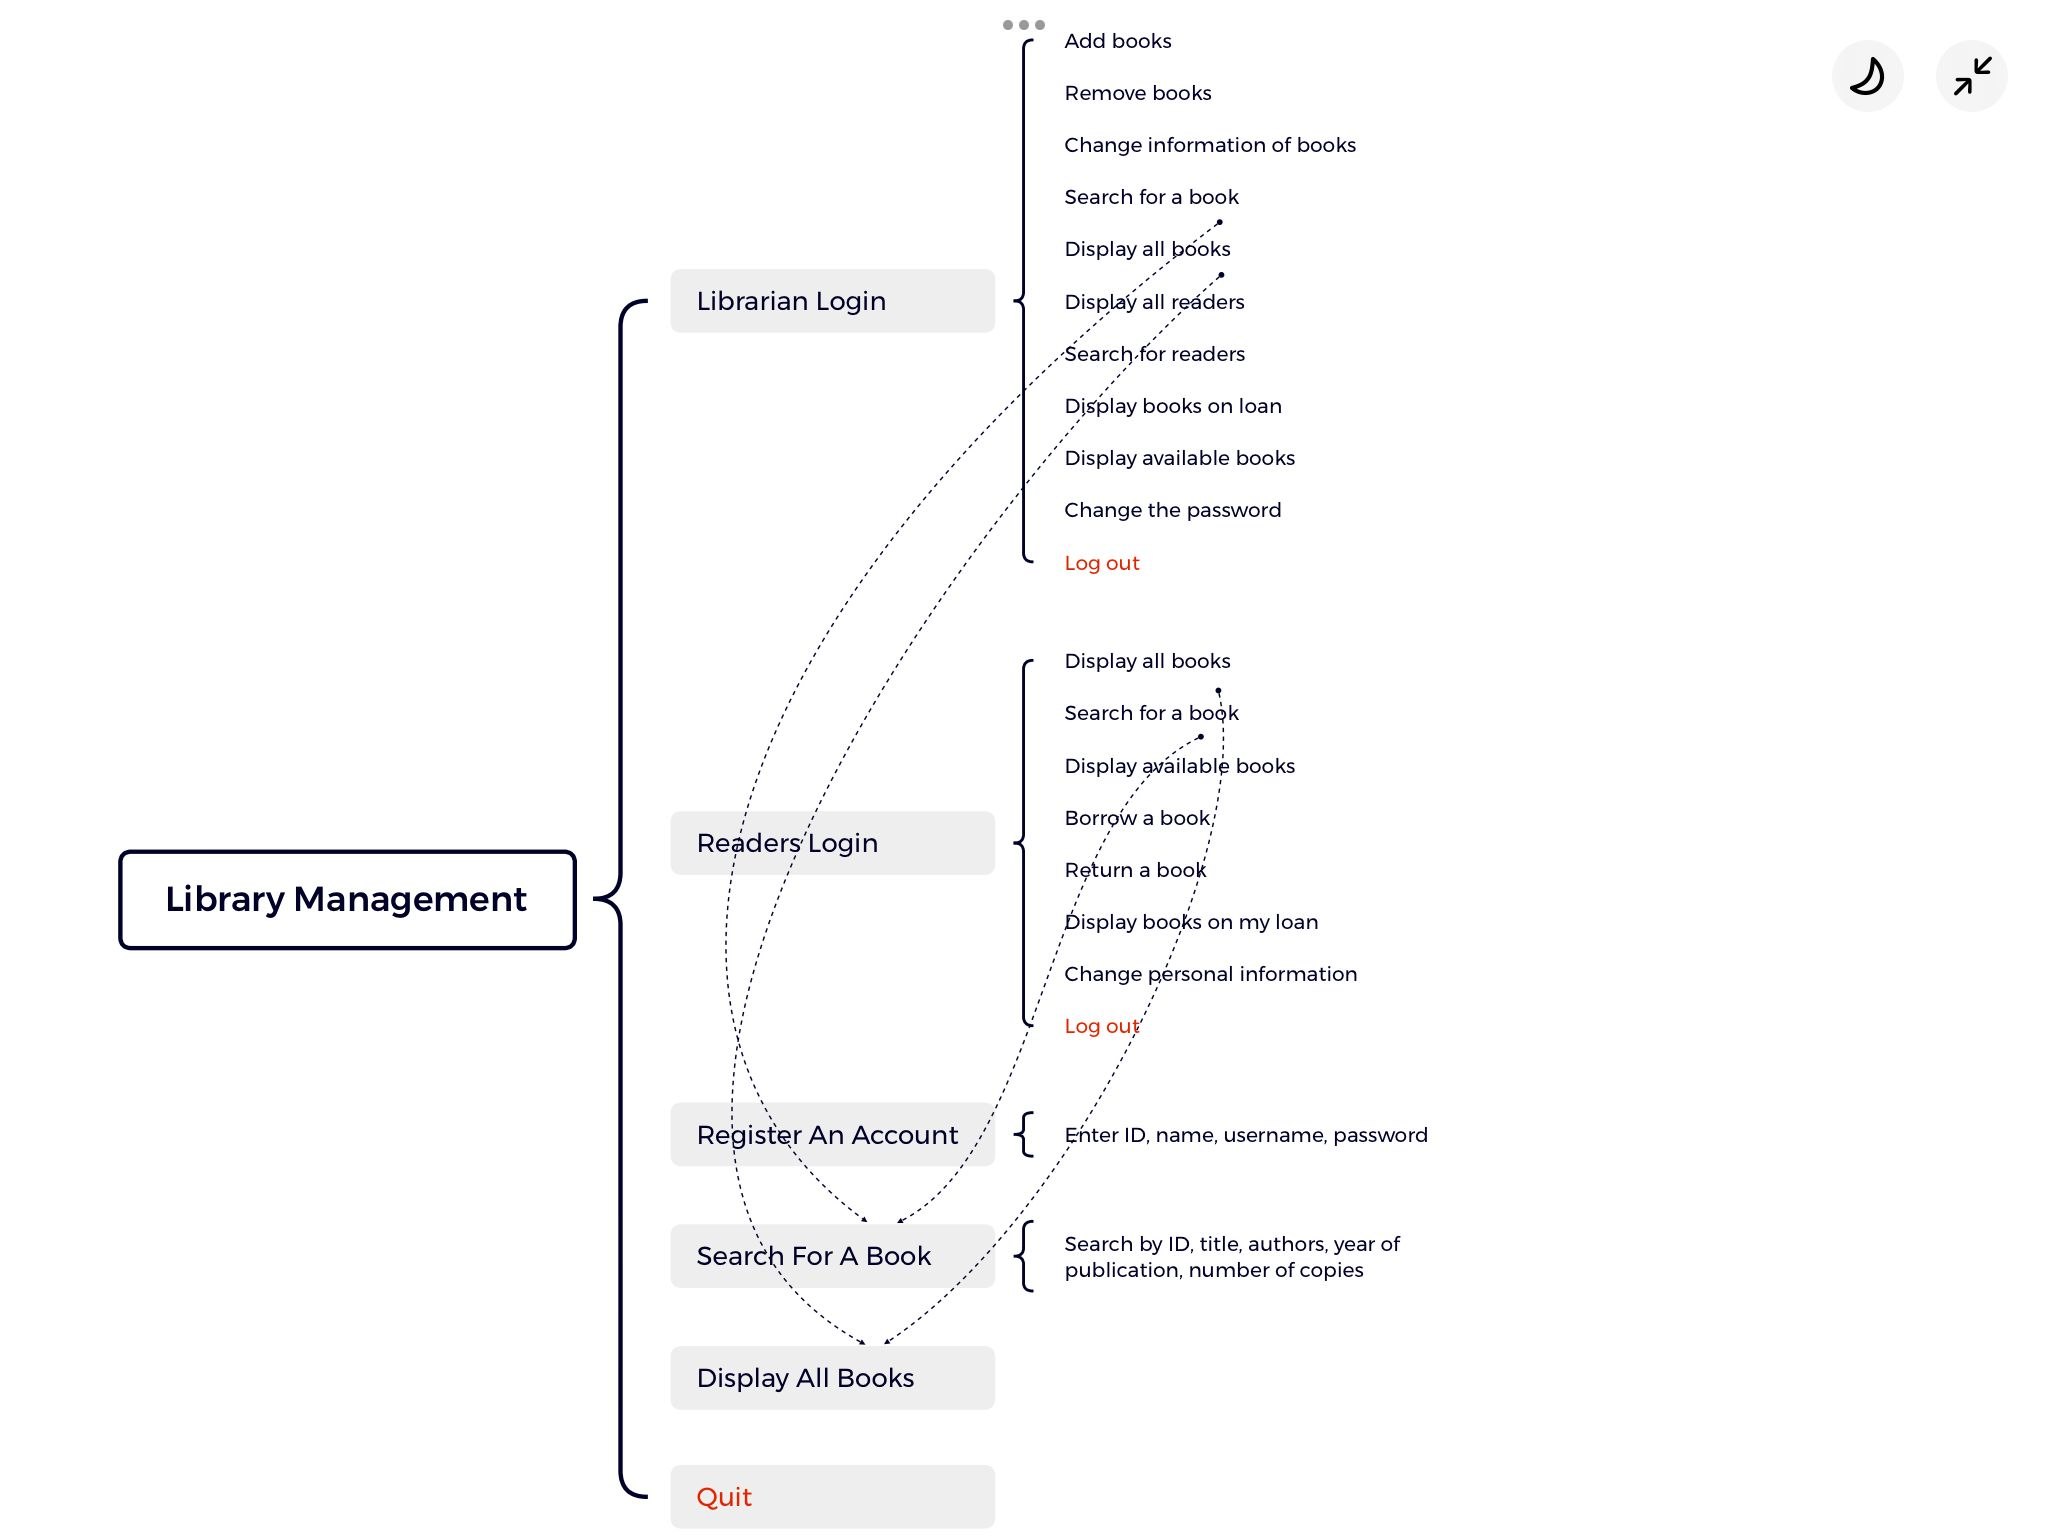 Library Management
Librarian Login
Add books
Remove books
Change information of books
Search for a book
Display all books
Display all readers
Search for readers
Display books on loan
Display available books
Change the password
Log out
Readers Login
Display all books
Search for a book
Display available books
Borrow a book
Return a book
Display books on my loan
Change personal information
Log out
Register An Account
Enter ID, name, username, password
Search For A Book
Search by ID, title, authors, year of
publication, number of copies
Display All Books
Quit